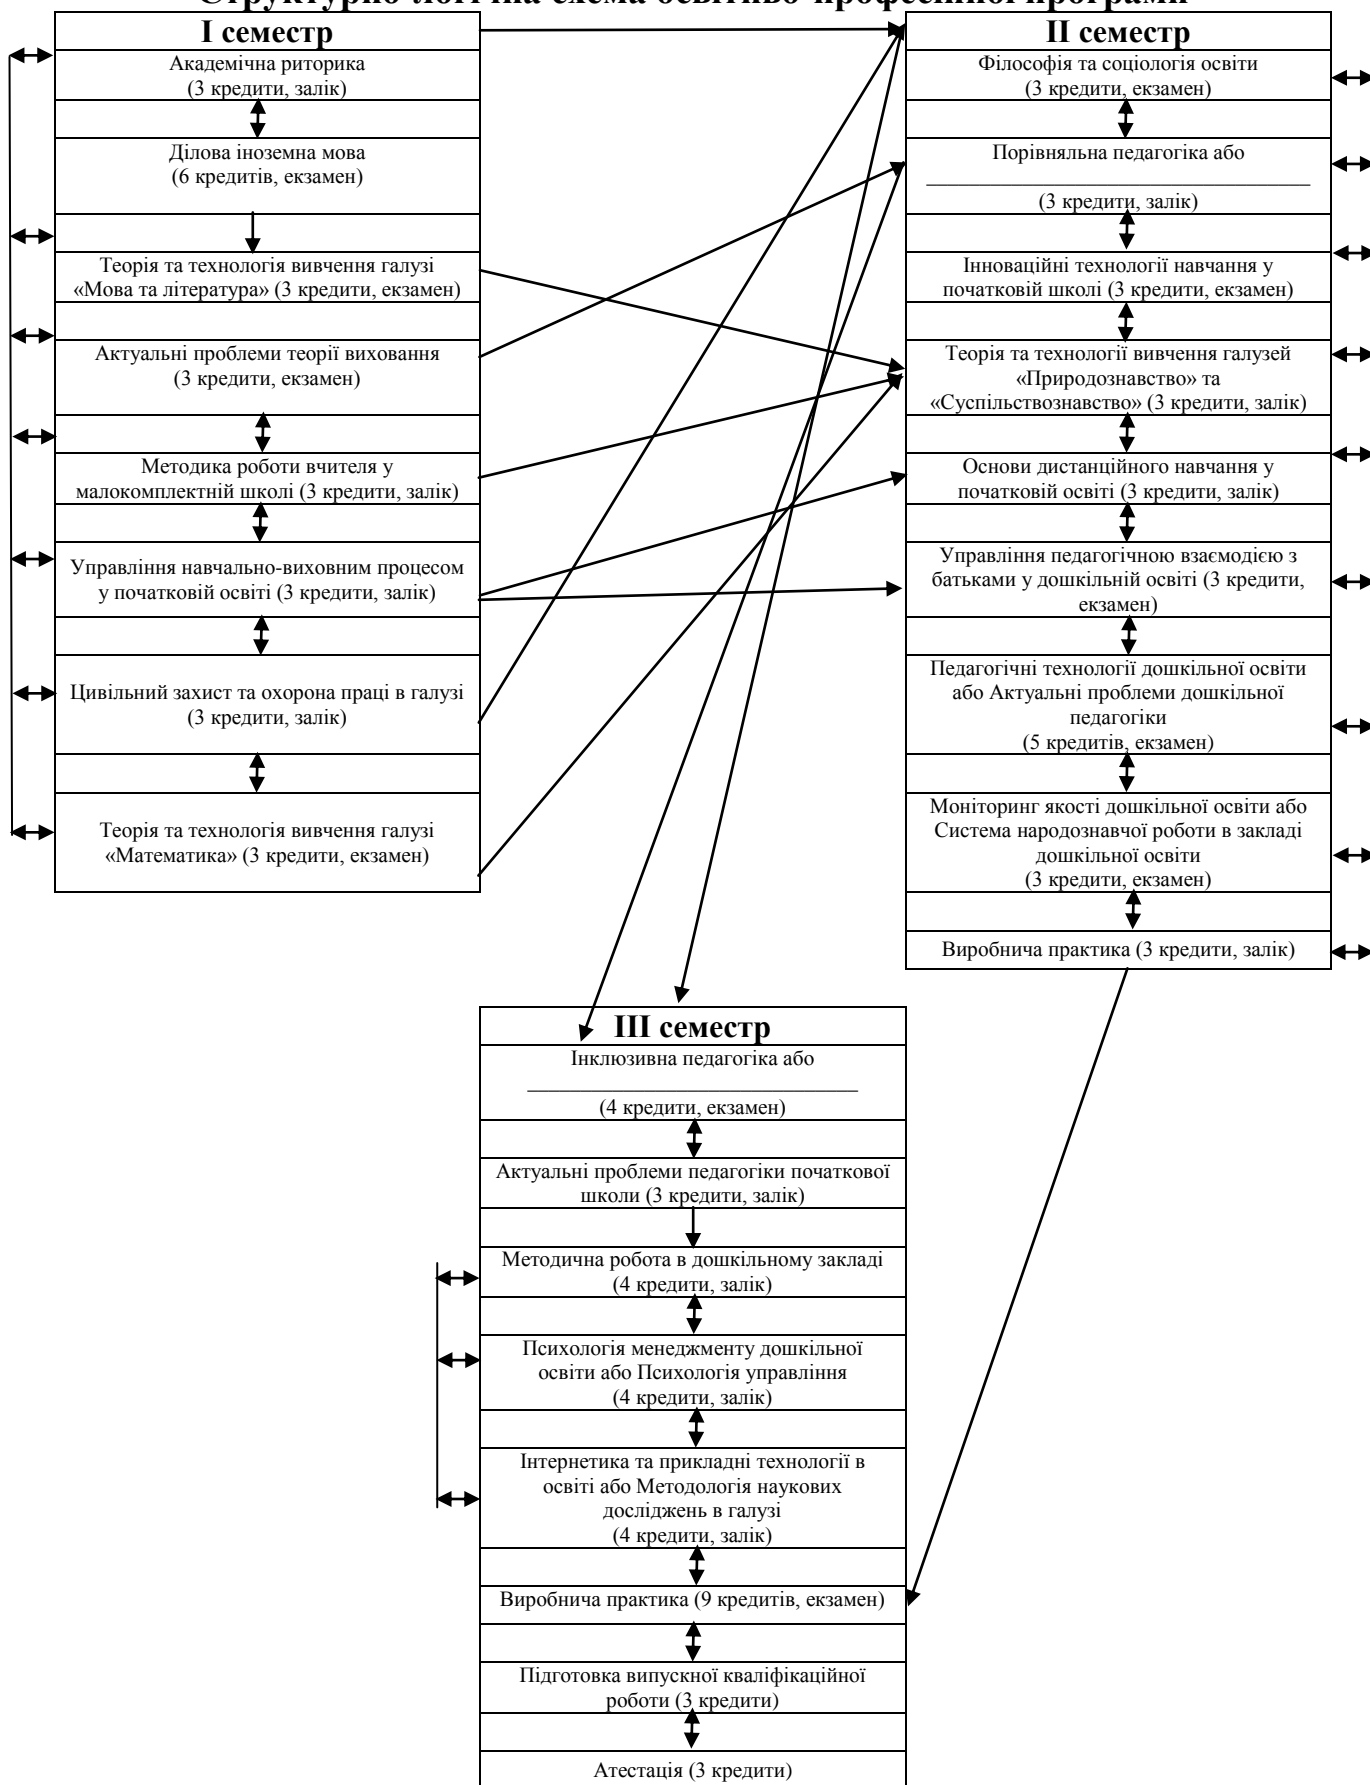 Структурно-логічна схема освітньо-професійної програми
І семестр
Академічна риторика
(3 кредити, залік)
Ділова іноземна мова
(6 кредитів, екзамен)
Теорія та технологія вивчення галузі
«Мова та література» (3 кредити, екзамен)
Актуальні проблеми теорії виховання
(3 кредити, екзамен)
Методика роботи вчителя у
малокомплектній школі (3 кредити, залік)
Управління навчально-виховним процесом
у початковій освіті (3 кредити, залік)
Цивільний захист та охорона праці в галузі
(3 кредити, залік)
Теорія та технологія вивчення галузі
«Математика» (3 кредити, екзамен)
ІІ семестр
Філософія та соціологія освіти
(3 кредити, екзамен)
Порівняльна педагогіка або
___________________________________
(3 кредити, залік)
Інноваційні технології навчання у
початковій школі (3 кредити, екзамен)
Теорія та технології вивчення галузей
«Природознавство» та
«Суспільствознавство» (3 кредити, залік)
Основи дистанційного навчання у
початковій освіті (3 кредити, залік)
Управління педагогічною взаємодією з
батьками у дошкільній освіті (3 кредити,
екзамен)
Педагогічні технології дошкільної освіти
або Актуальні проблеми дошкільної
педагогіки
(5 кредитів, екзамен)
Моніторинг якості дошкільної освіти або
Система народознавчої роботи в закладі
дошкільної освіти
(3 кредити, екзамен)
Виробнича практика (3 кредити, залік)
ІІІ семестр
Інклюзивна педагогіка або
______________________________
(4 кредити, екзамен)
Актуальні проблеми педагогіки початкової
школи (3 кредити, залік)
Методична робота в дошкільному закладі
(4 кредити, залік)
Психологія менеджменту дошкільної
освіти або Психологія управління
(4 кредити, залік)
Інтернетика та прикладні технології в
освіті або Методологія наукових
досліджень в галузі
(4 кредити, залік)
Виробнича практика (9 кредитів, екзамен)
Підготовка випускної кваліфікаційної
роботи (3 кредити)
Атестація (3 кредити)